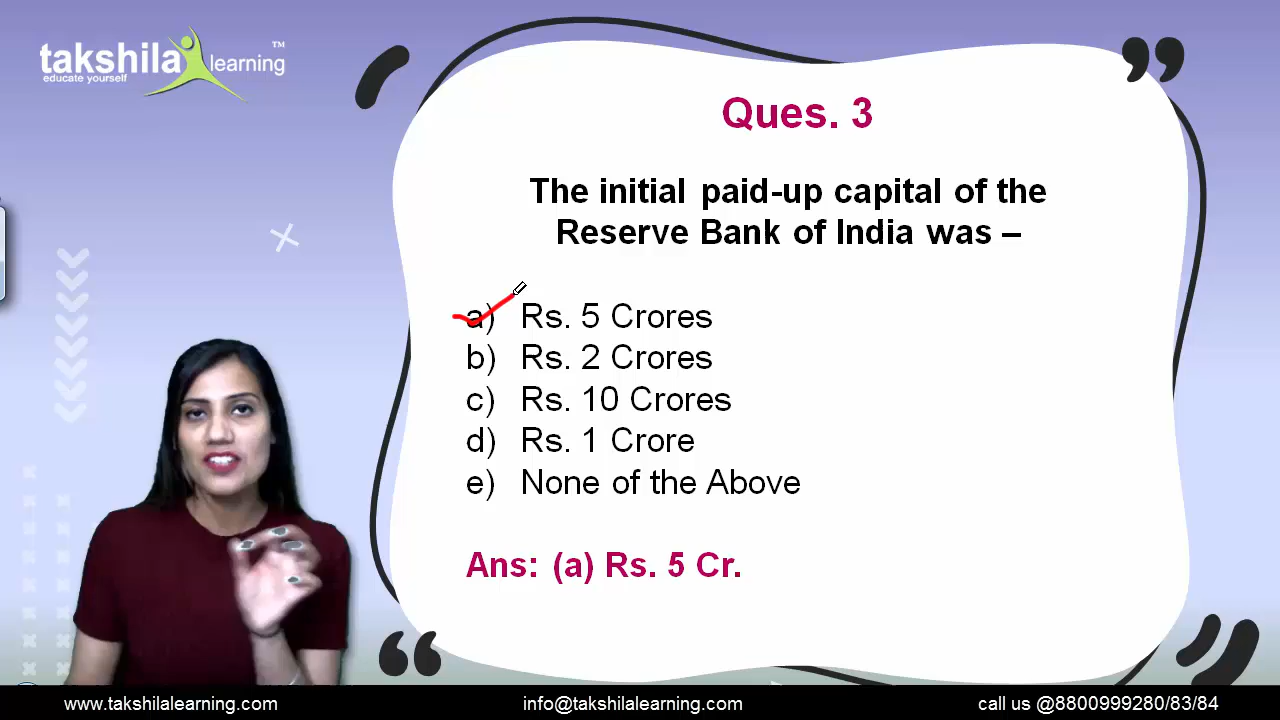 takshila learning™
educate yourself
Ques. 3
The initial paid-up capital of the
Reserve Bank of India was –
a) Rs. 5 Crores
b) Rs. 2 Crores
c) Rs. 10 Crores
d) Rs. 1 Crore
e) None of the Above
Ans: (a) Rs. 5 Cr.
www.takshilalearning.com info@takshilalearning.com call us @8800999280/83/84